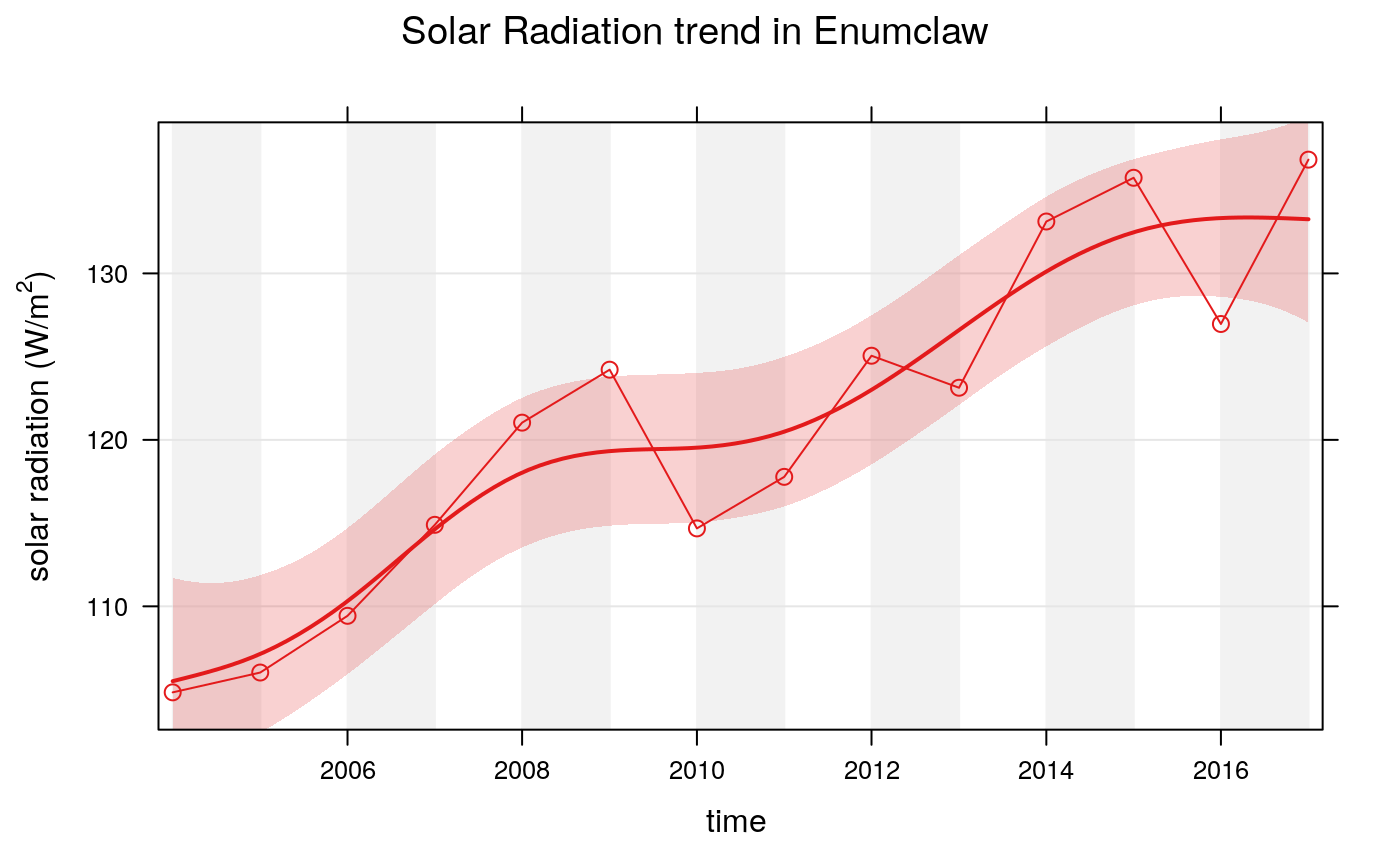 Solar Radiation trend in Enumclaw
solar radiation (W/m²)
130
120
110
2006 2008 2010 2012 2014 2016
time